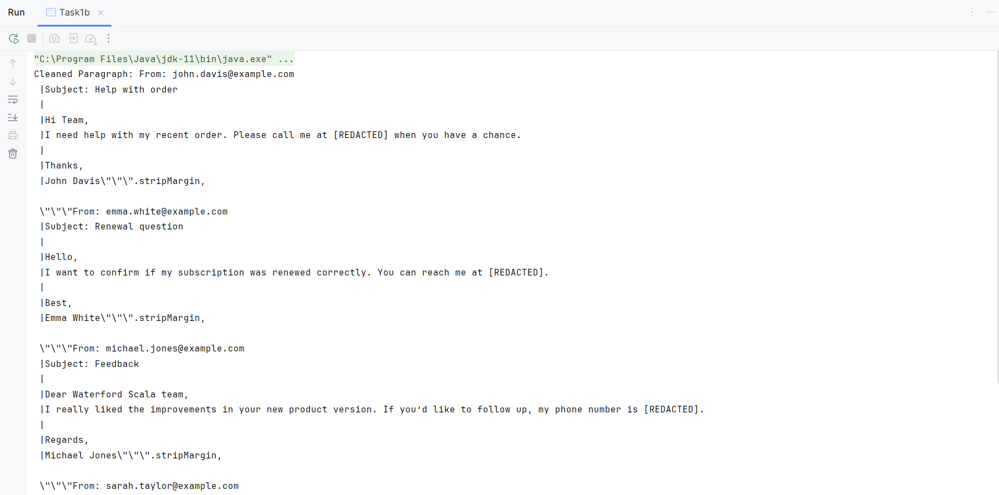 Run Task1b
"C:\Program Files\Java\jdk-11\bin\java.exe" ...
Cleaned Paragraph: From: john.davis@example.com
|Subject: Help with order
|
|Hi Team,
|I need help with my recent order. Please call me at [REDACTED] when you have a chance.
|
|Thanks,
|John Davis\"\"\".stripMargin,
\"\"\"From: emma.white@example.com
|Subject: Renewal question
|
|Hello,
|I want to confirm if my subscription was renewed correctly. You can reach me at [REDACTED].
|
|Best,
|Emma White\"\"\".stripMargin,
\"\"\"From: michael.jones@example.com
|Subject: Feedback
|
|Dear Waterford Scala team,
|I really liked the improvements in your new product version. If you’d like to follow up, my phone number is [REDACTED].
|
|Regards,
|Michael Jones\"\"\".stripMargin,
\"\"\"From: sarah.taylor@example.com